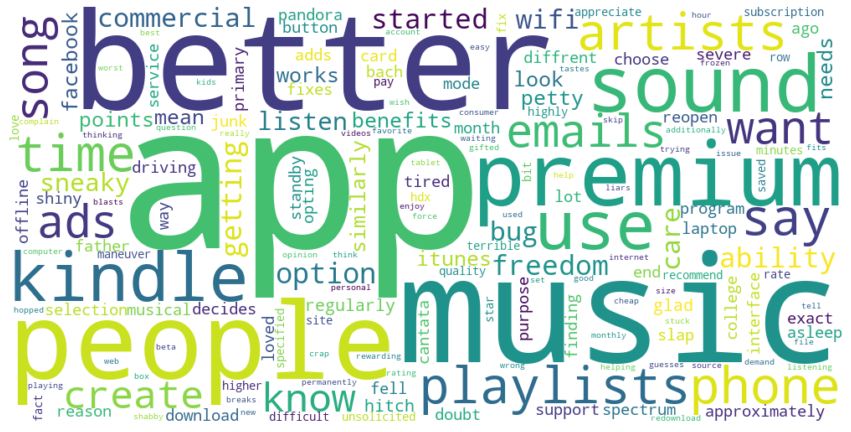 better
app
music
premium
people
kindle
sound
use
song
commercial
started
wifi
artists
facebook
pandora
button
adds
works
fixes
card
bach
pay
mode
look
petty
diffrent
choose
severe
row
ago
needs
fix
appreciate
hour
subscription
service
primary
best
account
easy
tastes
frozen
worst
kids
wish
consumer
skip
complain
love
thinking
question
really
videos
favorite
waiting
gifted
additionally
trying
issue
minutes
fits
points
mean
junk
listen
benefits
month
highly
emails
want
reopen
time
driving
getting
similarly
standby
opting
tired
hdx
tablet
help
liars
bit
lot
saved
offline
shiny
sneaky
blasts
ads
way
enjoy
force
used
bug
program
laptop
say
computer
maneuver
father
option
opinion
think
terrible
itunes
freedom
care
end
recommend
ability
quality
internet
personal
hopped
selection
musical
decides
regularly
site
loved
specified
cantata
star
set
good
purpose
finding
cheap
size
glad
slap
college
interface
rate
exact
asleep
tell
stuck
file
monthly
web
beta
crap
rewarding
rating
permanently
playing
box
breaks
higher
create
know
fell
hitch
playlists
phone
wrong
helping
guesses
source
demand
listening
fact
reason
shabby
download
new
difficult
unsollcited
doubt
support
spectrum
redownload
approximately